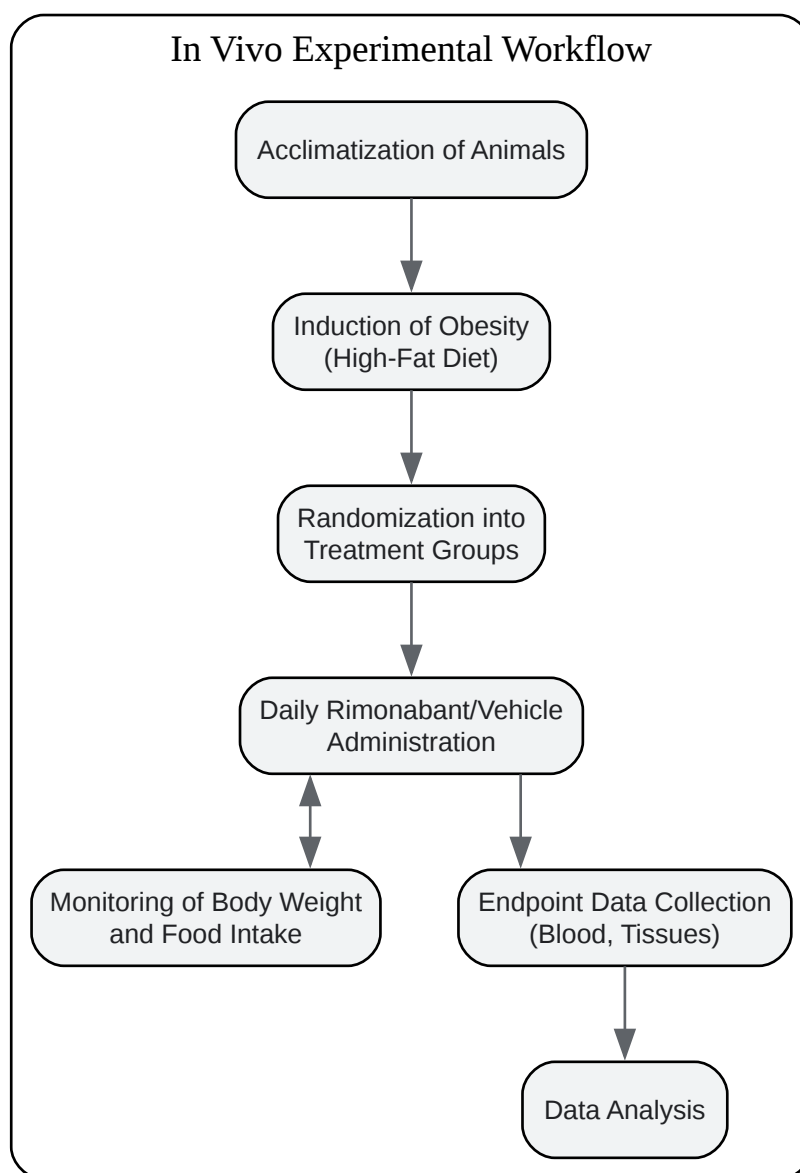 In Vivo Experimental Workflow
Acclimatization of Animals
Induction of Obesity
(High-Fat Diet)
Randomization into
Treatment Groups
Daily Rimonabant/Vehicle
Administration
Monitoring of Body Weight
and Food Intake
Endpoint Data Collection
(Blood, Tissues)
Data Analysis